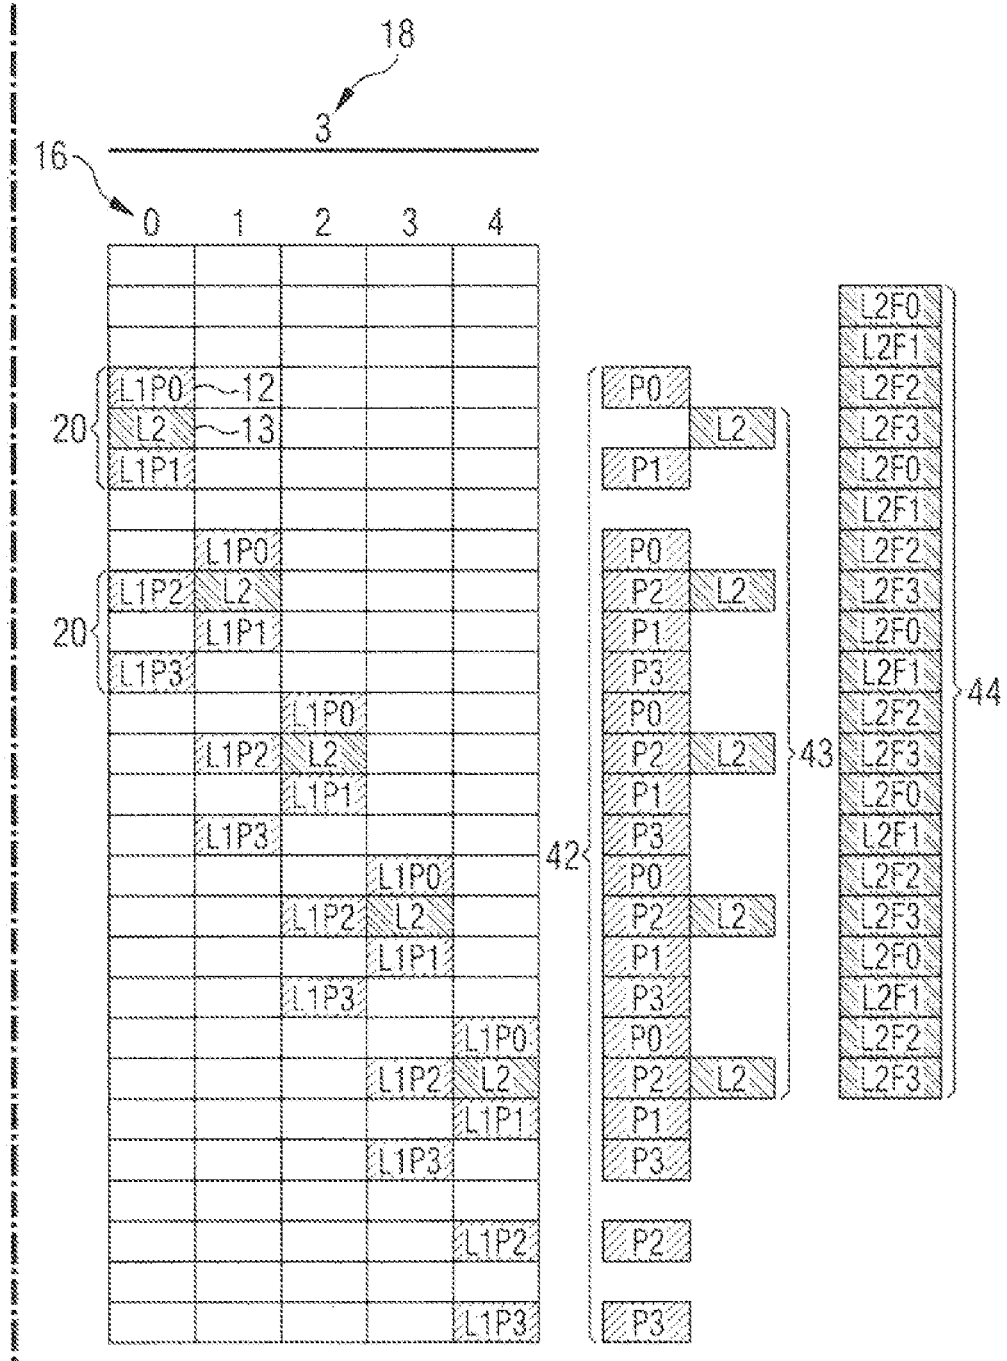 18
3
16
0 1 2 3 4
L2F0
L2F1
L1P0 12 P0 L2F2
20 L2 13 L2 L2F3
L1P1 P1 L2F0
L2F1
L1P0 P0 L2F2
L1P2 L2 P2 L2 L2F3
20 L1P1 P1 L2F0
L1P3 P3 L2F1
44
L1P0 P0 L2F2
L1P2 L2 P2 L2 43 L2F3
L1P1 P1 L2F0
L1P3 P3 L2F1
42
L1P0 P0 L2F2
L1P2 L2 P2 L2 L2F3
L1P1 P1 L2F0
L1P3 P3 L2F1
L1P0 P0 L2F2
L1P2 L2 P2 L2 L2F3
L1P1 P1
L1P3 P3
L1P2 P2
L1P3 P3